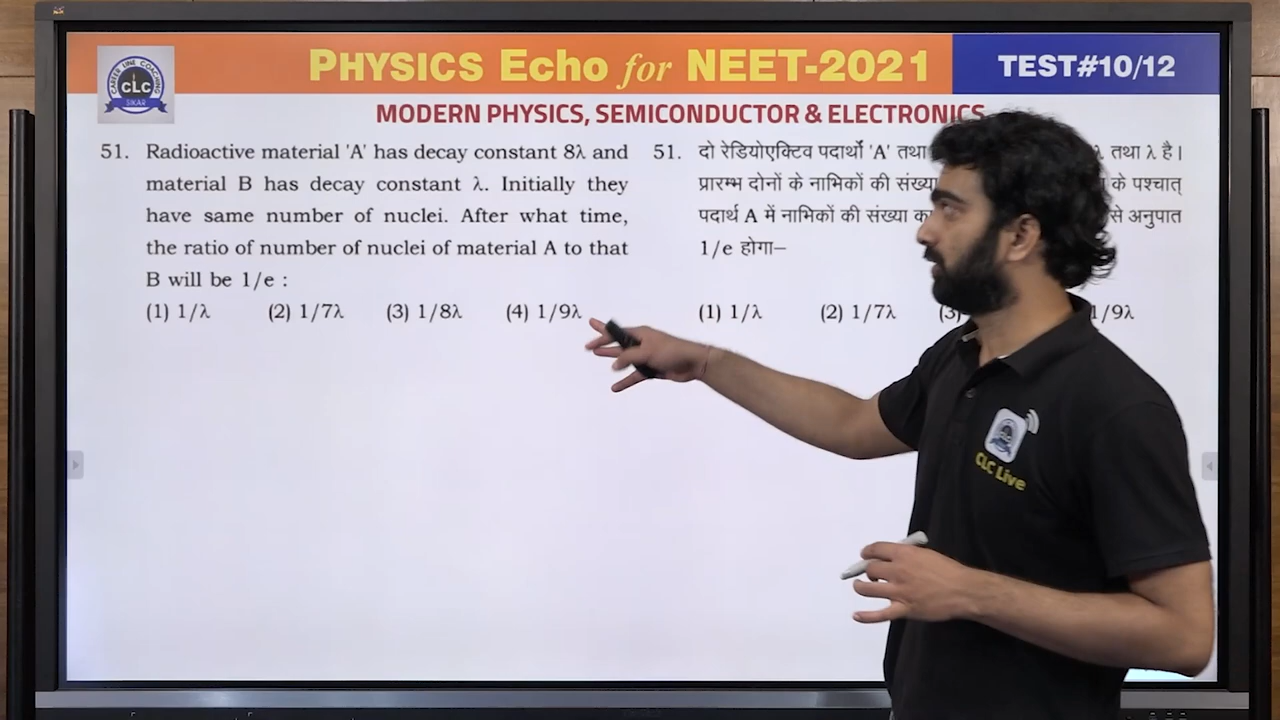 PHYSICS Echo for NEET-2021
TEST#10/12
CAREER LINE COACHING
CLC
SIKAR
MODERN PHYSICS, SEMICONDUCTOR & ELECTRONICS
51. Radioactive material 'A' has decay constant 8λ and
material B has decay constant λ. Initially they
have same number of nuclei. After what time,
the ratio of number of nuclei of material A to that
B will be 1/e :
(1) 1/λ (2) 1/7λ (3) 1/8λ (4) 1/9λ
51. दो रेडियोएक्टिव पदार्थों 'A' तथा λ तथा λ है।
प्रारम्भ दोनों के नाभिकों की संख्या के पश्चात्
पदार्थ A में नाभिकों की संख्या से अनुपात
1/e होगा–
(1) 1/λ (2) 1/7λ (3) 1/9λ
CLC Live